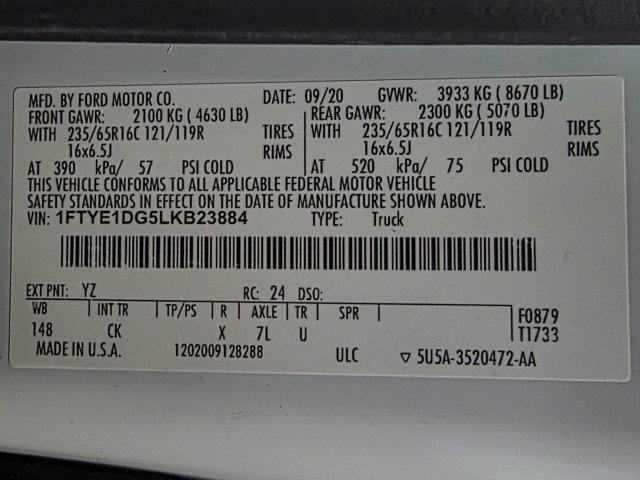 MFD. BY FORD MOTOR CO. DATE: 09/20 GVWR: 3933 KG ( 8670 LB)
FRONT GAWR: 2100 KG ( 4630 LB) REAR GAWR: 2300 KG ( 5070 LB)
WITH 235/65R16C 121/119R TIRES WITH 235/65R16C 121/119R TIRES
16x6.5J RIMS 16x6.5J RIMS
AT 390 kPa/ 57 PSI COLD AT 520 kPa/ 75 PSI COLD
THIS VEHICLE CONFORMS TO ALL APPLICABLE FEDERAL MOTOR VEHICLE
SAFETY STANDARDS IN EFFECT ON THE DATE OF MANUFACTURE SHOWN ABOVE.
VIN: 1FTYE1DG5LKB23884 TYPE: Truck
EXT PNT: YZ RC: 24 DSO:
WB INT TR TP/PS R AXLE TR SPR F0879
148 CK X 7L U T1733
MADE IN U.S.A. 1202009128288 ULC ▽ 5U5A-3520472-AA